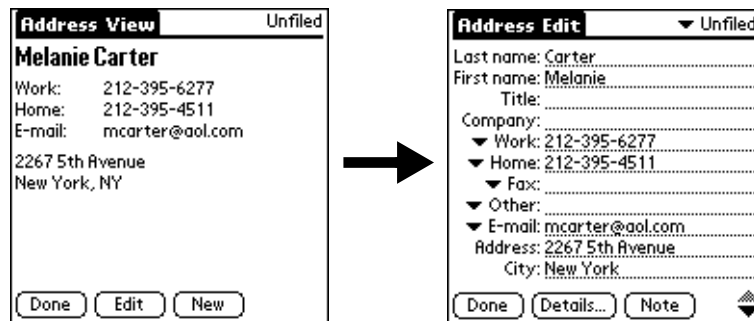 Address View Unfiled
Melanie Carter
Work: 212-395-6277
Home: 212-395-4511
E-mail: mcarter@aol.com
2267 5th Avenue
New York, NY
Done Edit New
Address Edit Unfiled
Last name: Carter
First name: Melanie
Title:
Company:
Work: 212-395-6277
Home: 212-395-4511
Fax:
Other:
E-mail: mcarter@aol.com
Address: 2267 5th Avenue
City: New York
Done Details... Note